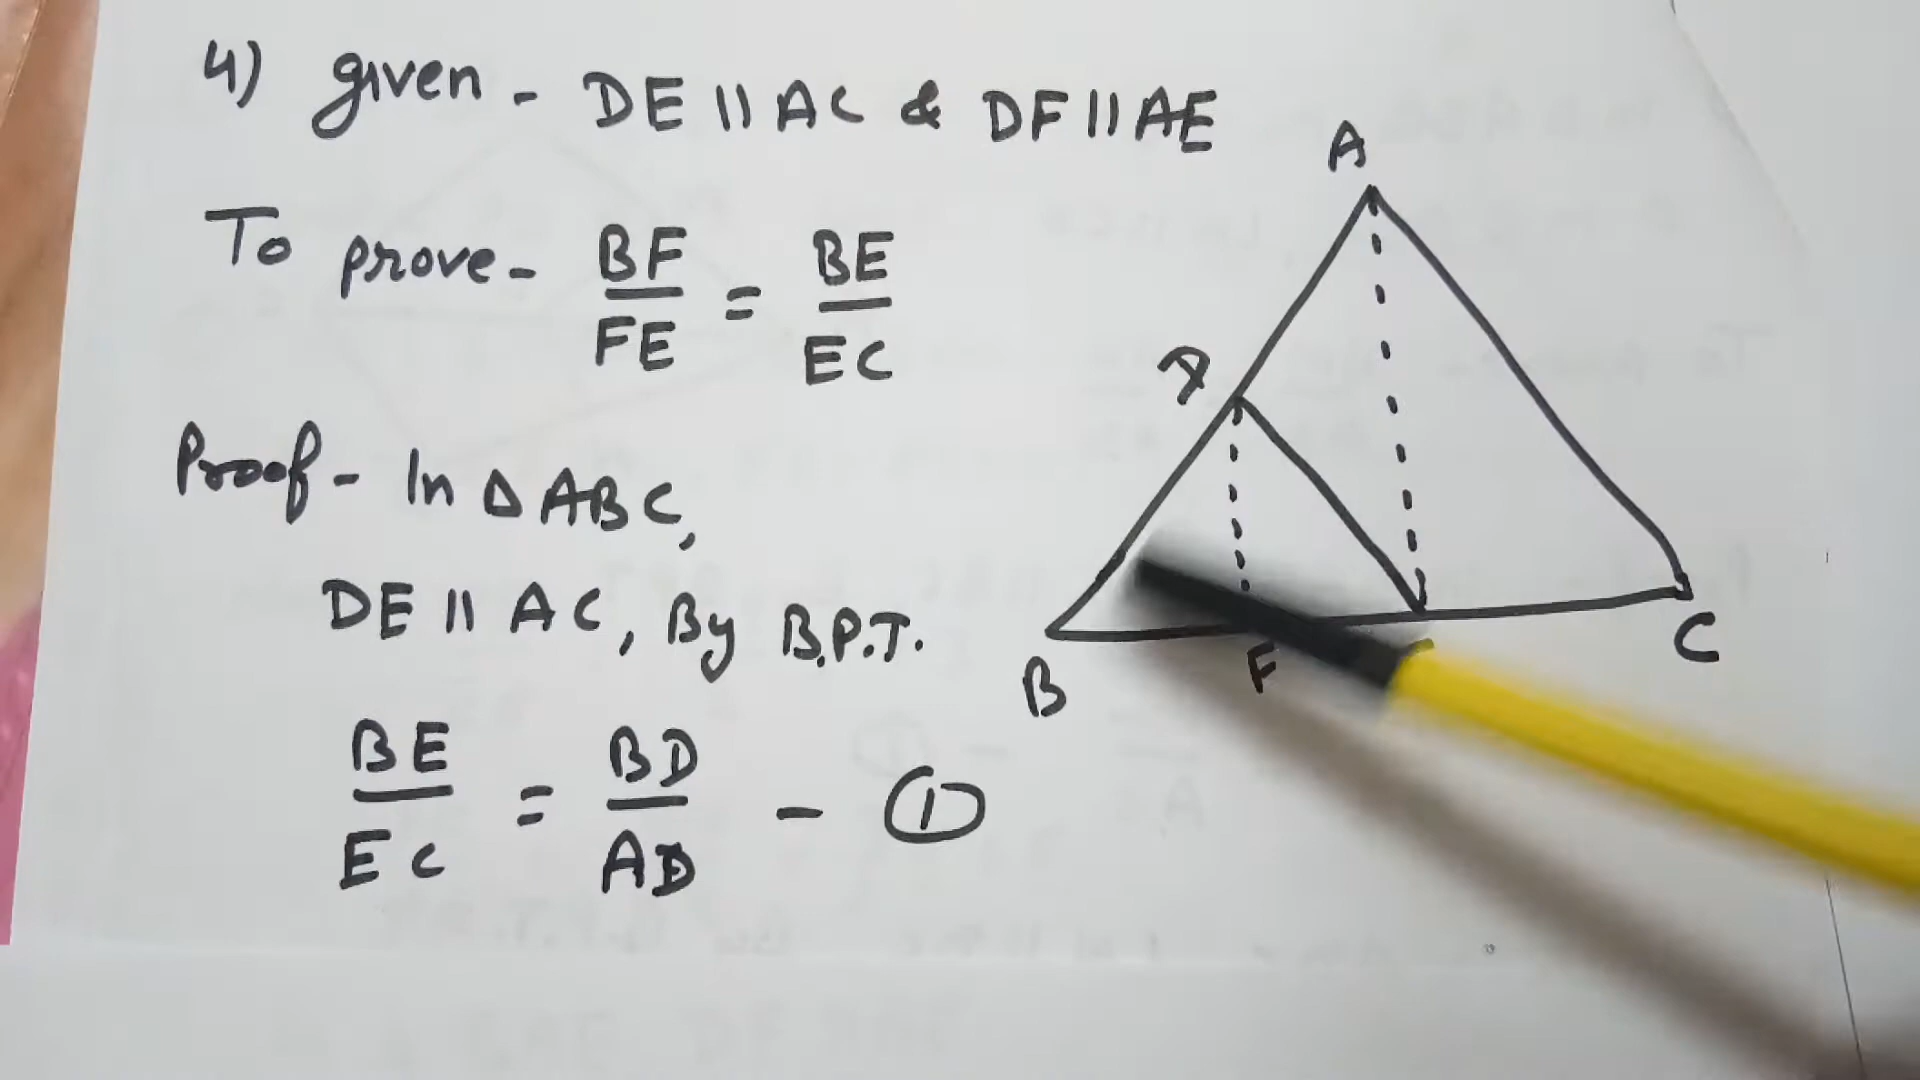 4) given - DE || AC & DF || AE
To prove - BF/FE = BE/EC
Proof - In Δ ABC,
DE || AC, By B.P.T.
BE/EC = BD/AD - ①
A
D
B
F
C